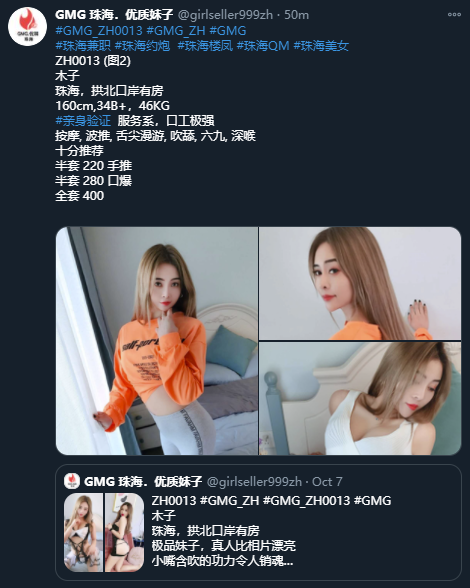 GMG.优质
珠海
GMG 珠海．优质妹子 @girlseller999zh · 50m
#GMG_ZH0013 #GMG_ZH #GMG
#珠海兼职 #珠海约炮 #珠海楼凤 #珠海QM #珠海美女
ZH0013 (图2)
木子
珠海，拱北口岸有房
160cm,34B+，46KG
#亲身验证 服务系，口工极强
按摩, 波推, 舌尖漫游, 吹舔, 六九, 深喉
十分推荐
半套 220 手推
半套 280 口爆
全套 400
GMG 珠海．优质妹子 @girlseller999zh · Oct 7
ZH0013 #GMG_ZH #GMG_ZH0013 #GMG
木子
珠海，拱北口岸有房
极品妹子，真人比相片漂亮
小嘴含吹的功力令人销魂...